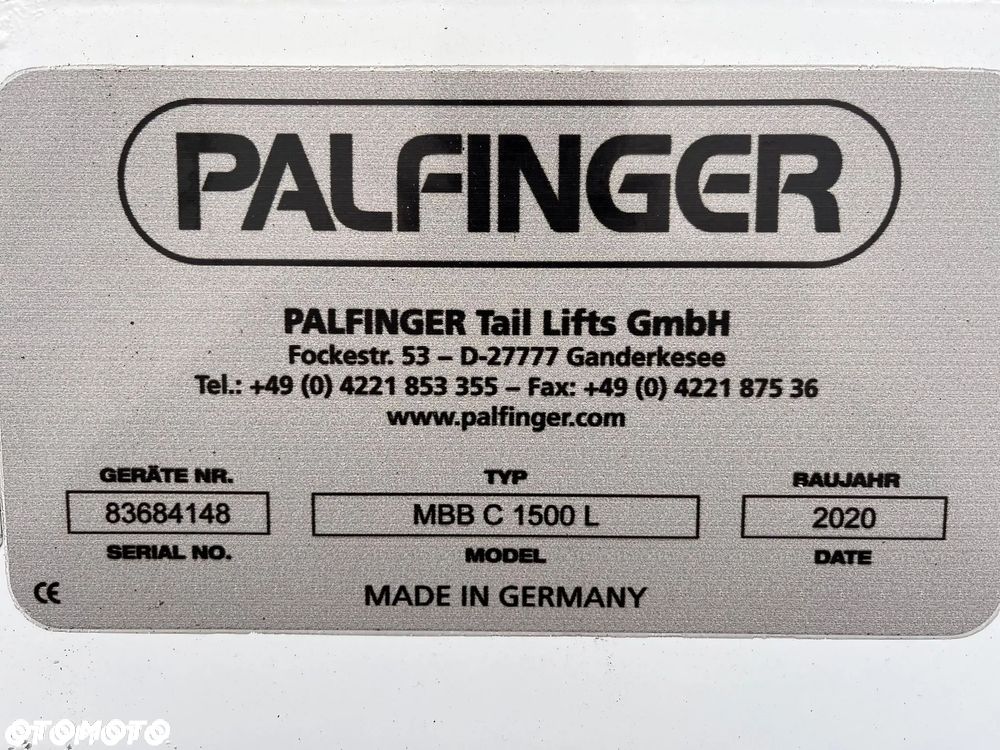 PALFINGER
PALFINGER Tail Lifts GmbH
Fockestr. 53 – D-27777 Ganderkesee
Tel.: +49 (0) 4221 853 355 – Fax: +49 (0) 4221 875 36
www.palfinger.com
GERÄTE NR. TYP BAUJAHR
83684148 MBB C 1500 L 2020
SERIAL NO. MODEL DATE
CE MADE IN GERMANY
OTOMOTO